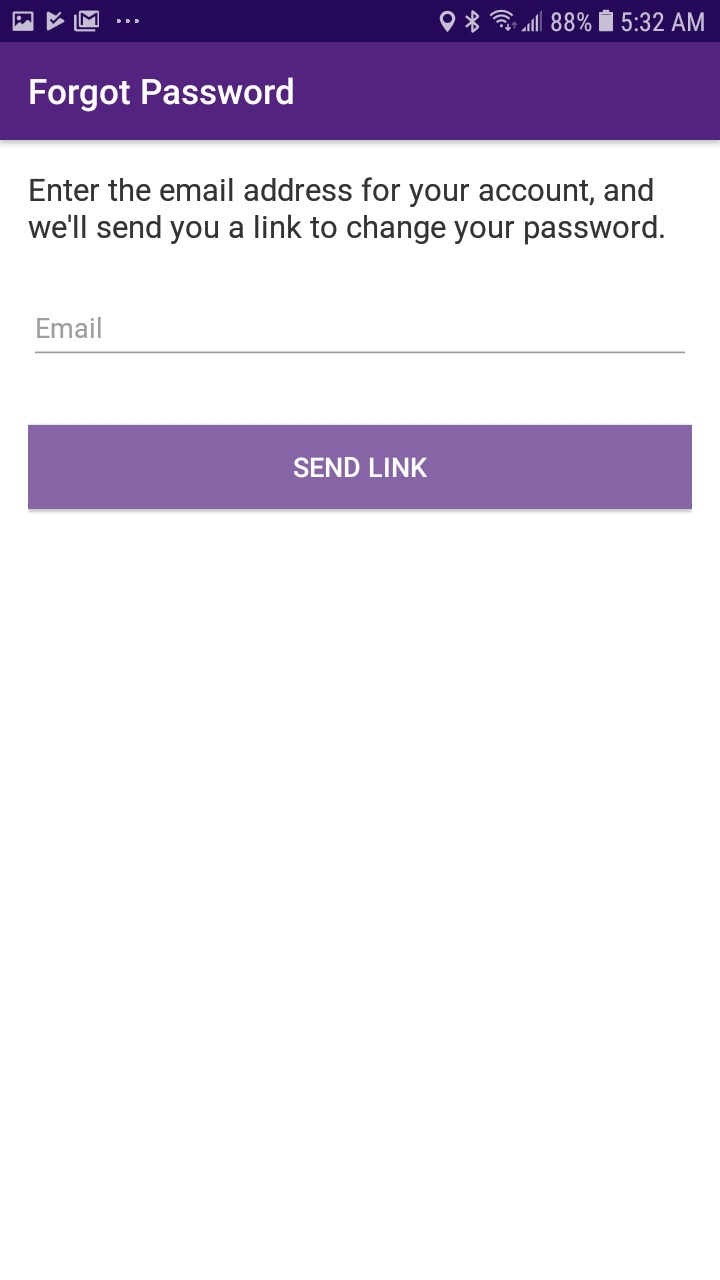 88% 5:32 AM
Forgot Password
Enter the email address for your account, and
we'll send you a link to change your password.
Email
SEND LINK